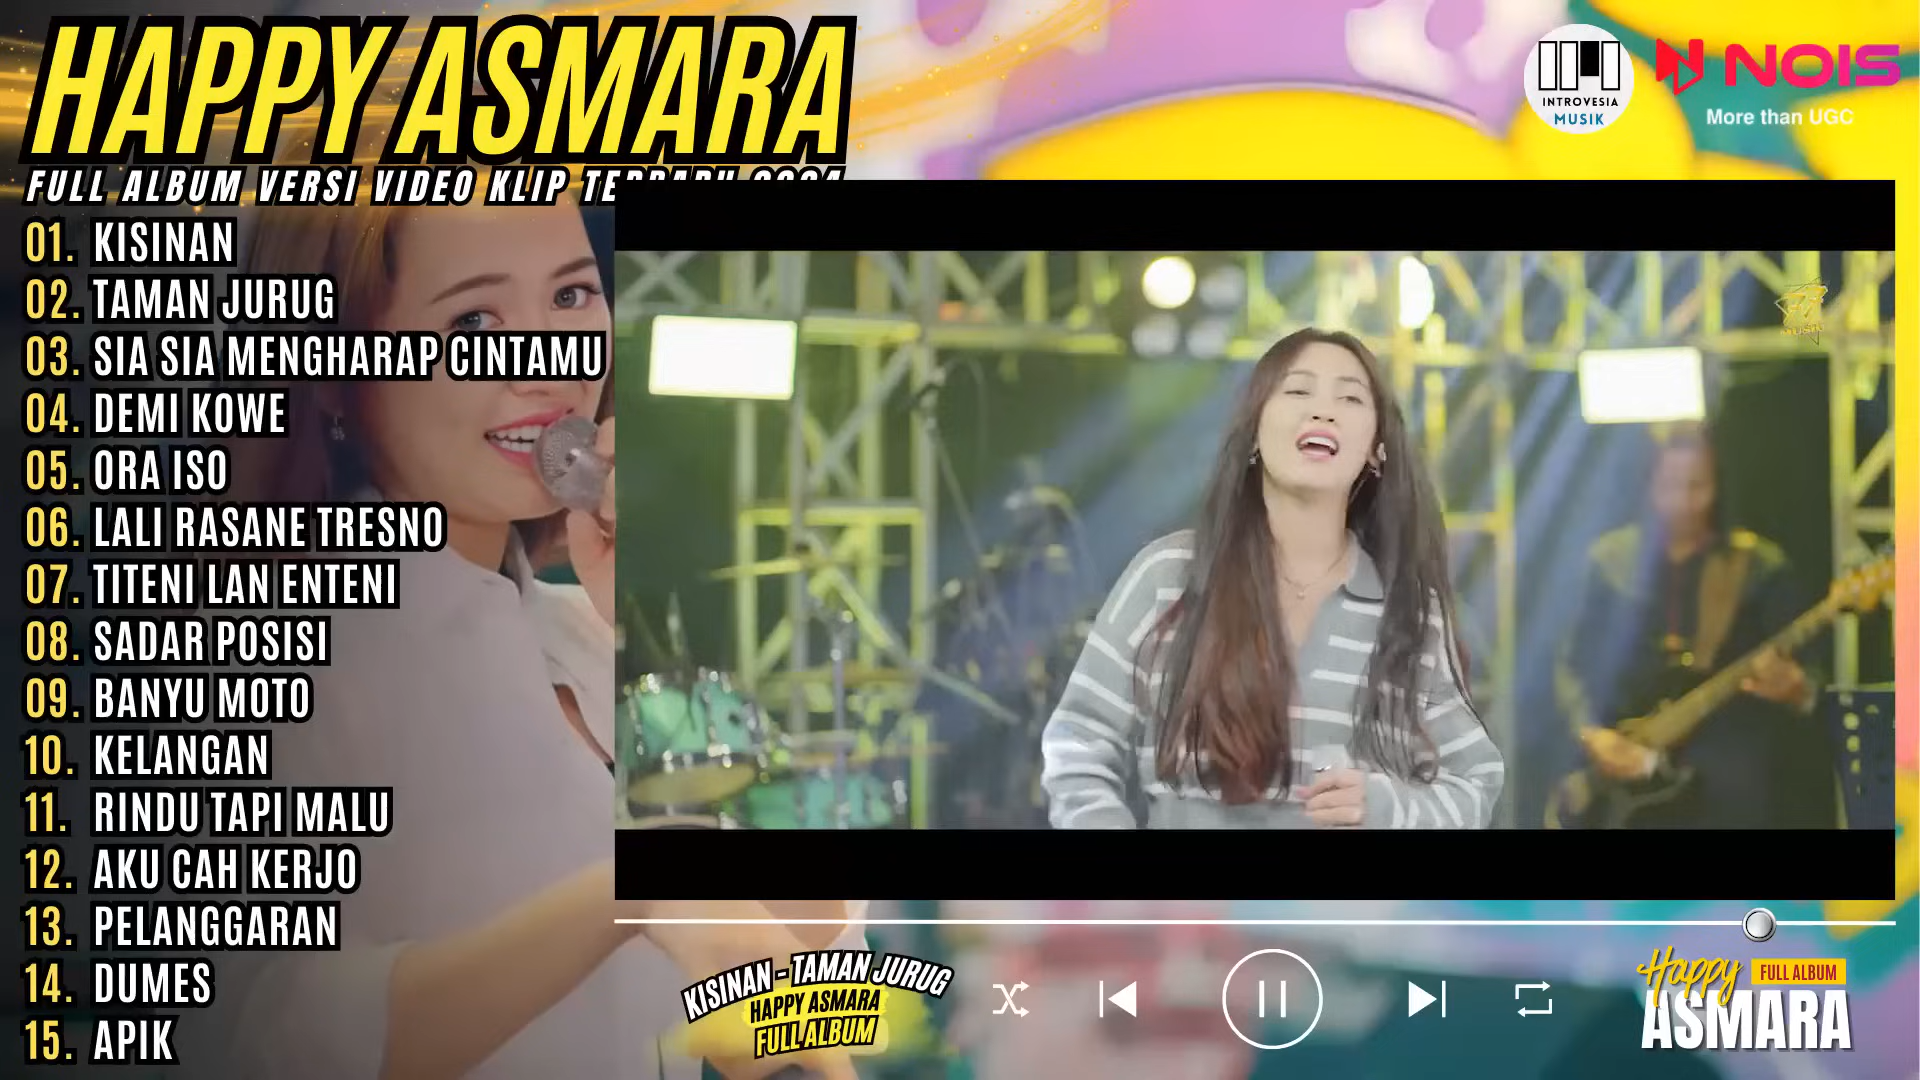 HAPPY ASMARA
FULL ALBUM VERSI VIDEO KLIP
INTROVESIA
MUSIK
NOIS
More than UGC
01. KISINAN
02. TAMAN JURUG
03. SIA SIA MENGHARAP CINTAMU
04. DEMI KOWE
05. ORA ISO
06. LALI RASANE TRESNO
07. TITENI LAN ENTENI
08. SADAR POSISI
09. BANYU MOTO
10. KELANGAN
11. RINDU TAPI MALU
12. AKU CAH KERJO
13. PELANGGARAN
14. DUMES
15. APIK
MUSIC
KISINAN - TAMAN JURUG
HAPPY ASMARA
FULL ALBUM
Happy
FULL ALBUM
ASMARA